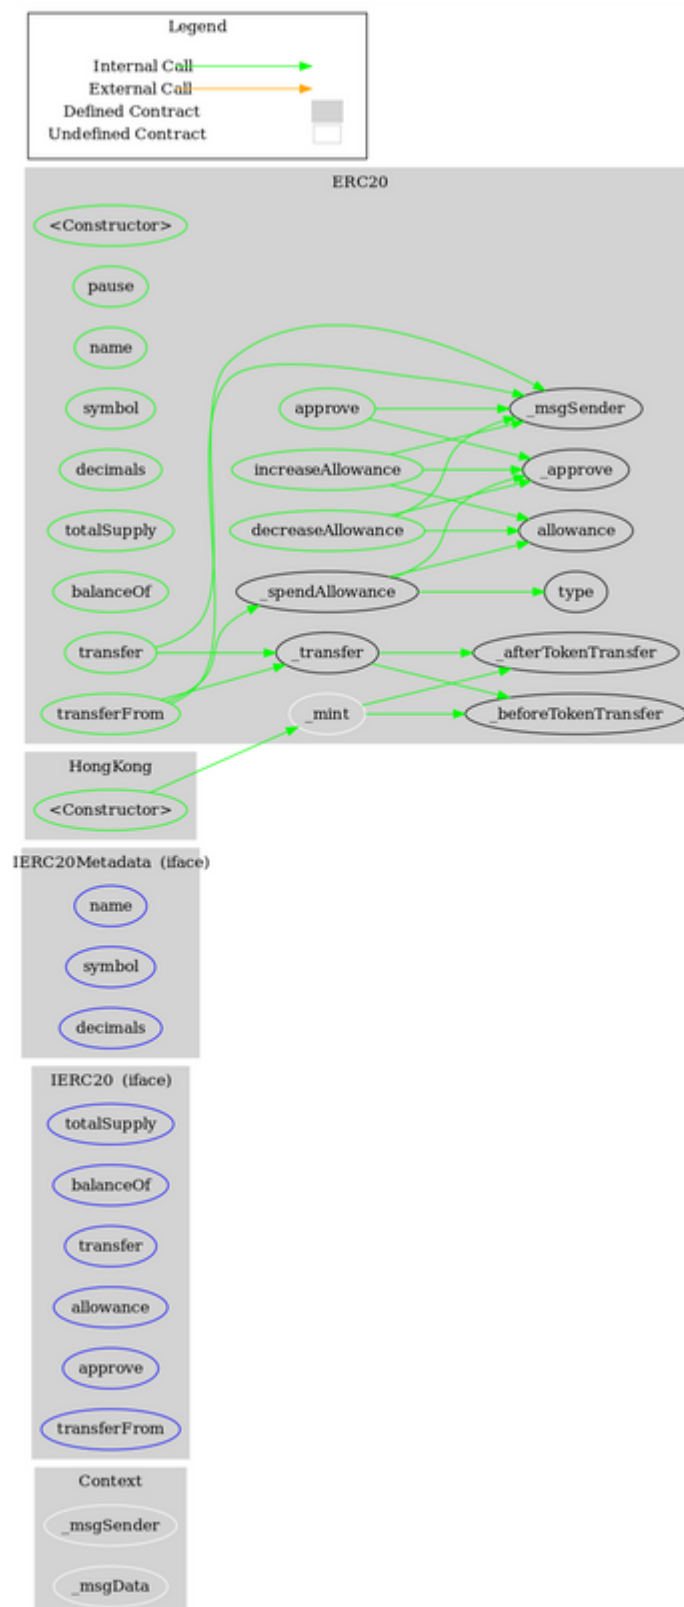 Legend
Internal Call
External Call
Defined Contract
Undefined Contract
ERC20
<Constructor>
pause
name
symbol
approve
_msgSender
decimals
increaseAllowance
_approve
totalSupply
decreaseAllowance
allowance
balanceOf
_spendAllowance
type
transfer
_transfer
_afterTokenTransfer
transferFrom
_mint
_beforeTokenTransfer
HongKong
<Constructor>
IERC20Metadata (iface)
name
symbol
decimals
IERC20 (iface)
totalSupply
balanceOf
transfer
allowance
approve
transferFrom
Context
_msgSender
_msgData